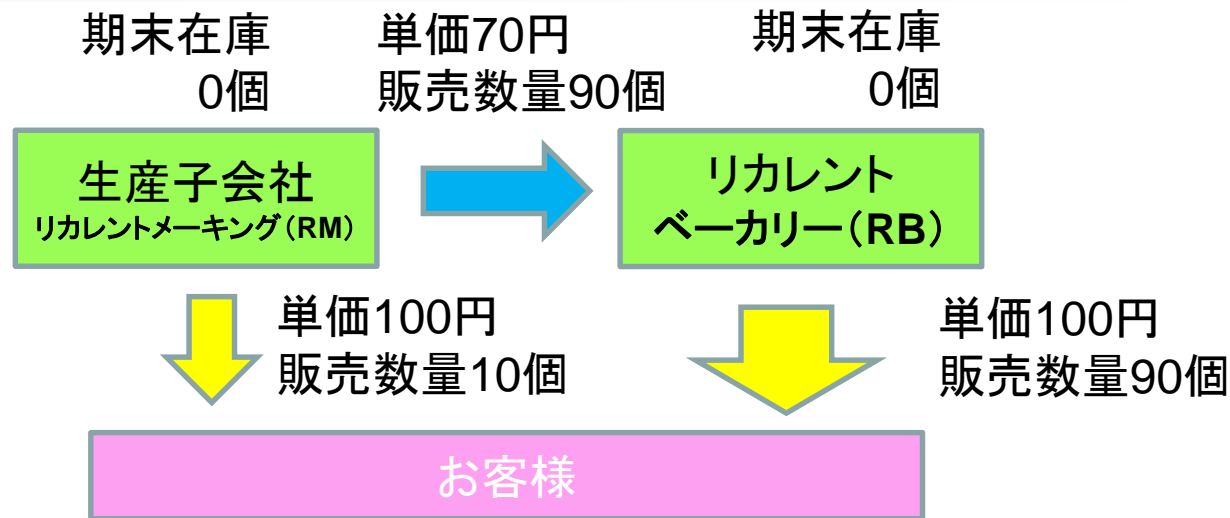 期末在庫
0個
単価70円
販売数量90個
期末在庫
0個
生産子会社
リカレントメーキング(RM)
リカレント
ベーカリー(RB)
単価100円
販売数量10個
単価100円
販売数量90個
お客様